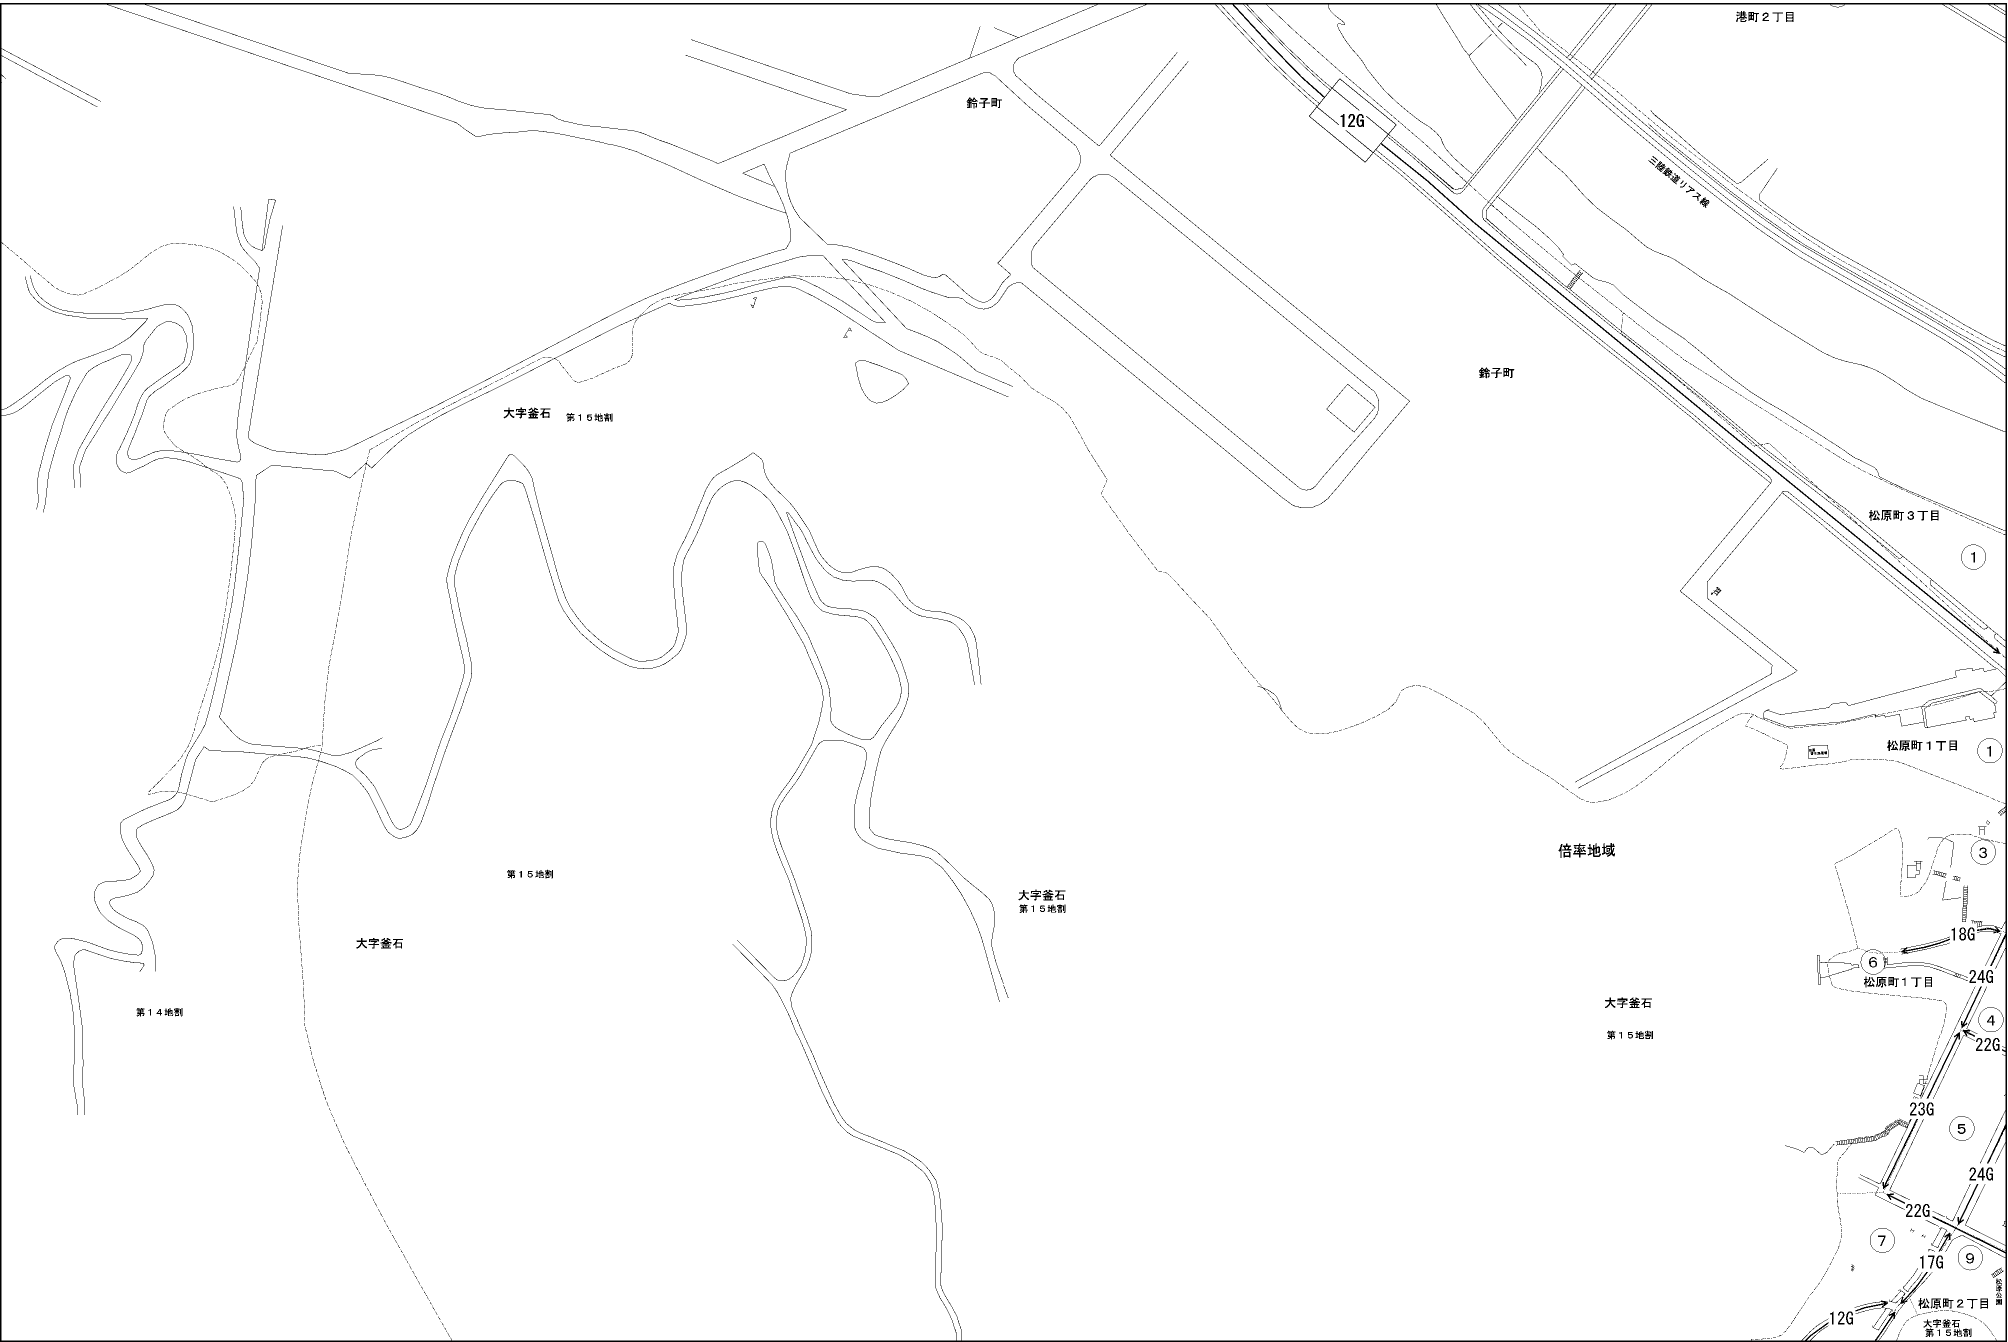 港町２丁目
鈴子町
12G
三陸鉄道リアス線
鈴子町
大字釜石 第１５地割
松原町３丁目
1
松原町１丁目
1
倍率地域
3
第１５地割
大字釜石
第１５地割
18G
大字釜石
6
24G
松原町１丁目
大字釜石
第１４地割
4
第１５地割
22G
23G
5
24G
22G
7
9
17G
松原公園
松原町２丁目
12G
大字釜石
第１５地割